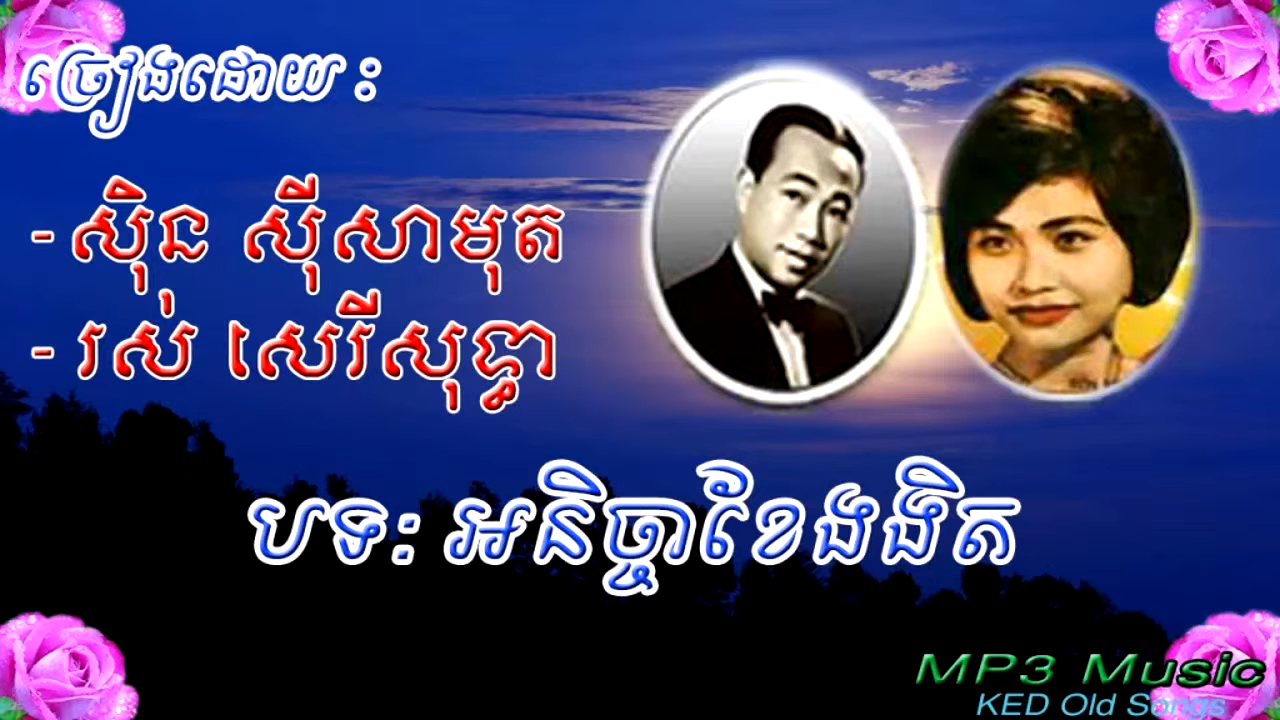 ច្រៀងដោយ :
- ស៊ិន ស៊ីសាមុត
- រស់ សេរីសុទ្ធា
បទ: អនិច្ចាខែងងិត
MP3 Music
KED Old Songs